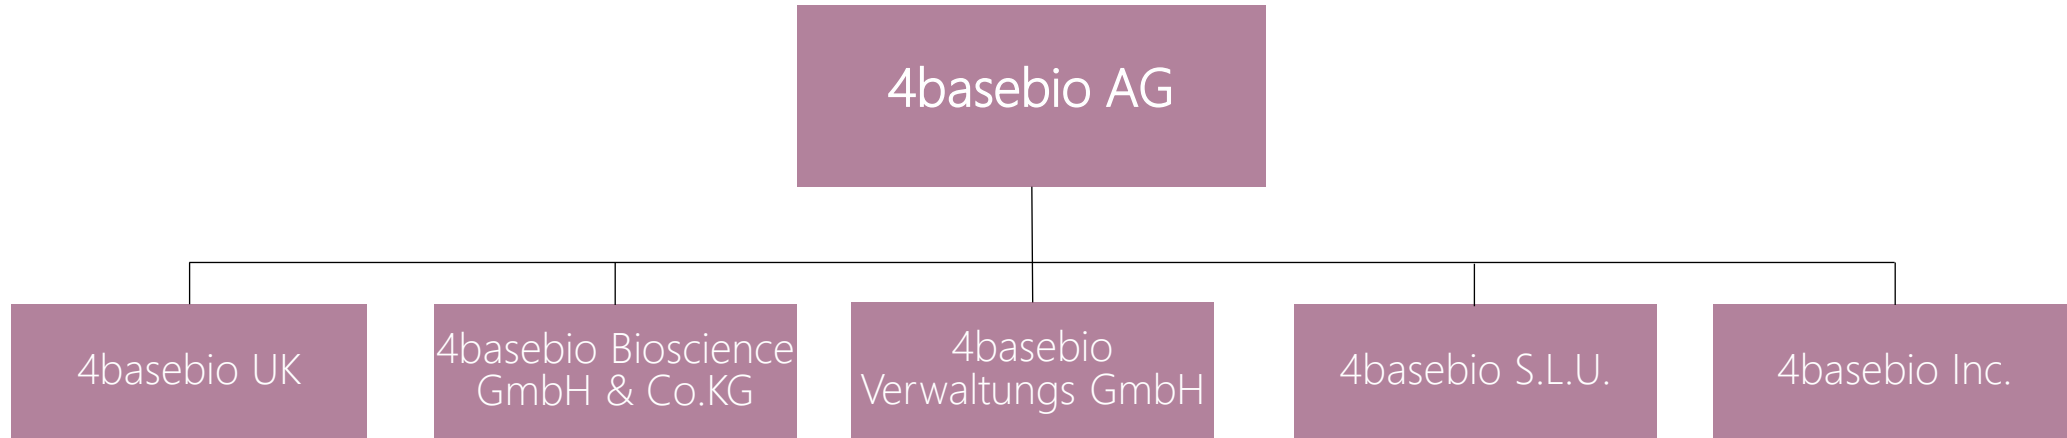 4basebio AG
4basebio UK
4basebio Bioscience
GmbH & Co.KG
4basebio
Verwaltungs GmbH
4basebio S.L.U.
4basebio Inc.